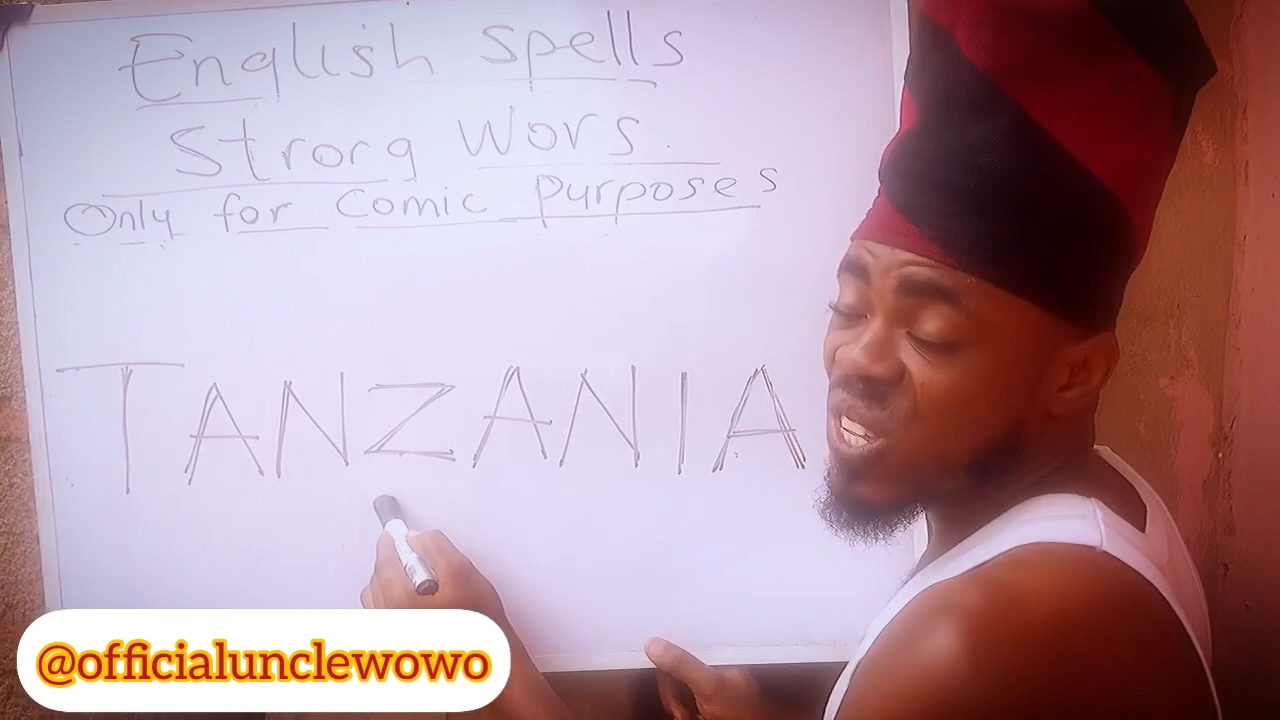 English spells
Strorg Wors.
Only for Comic Purposes
TANZANIA
@officialunclewowo